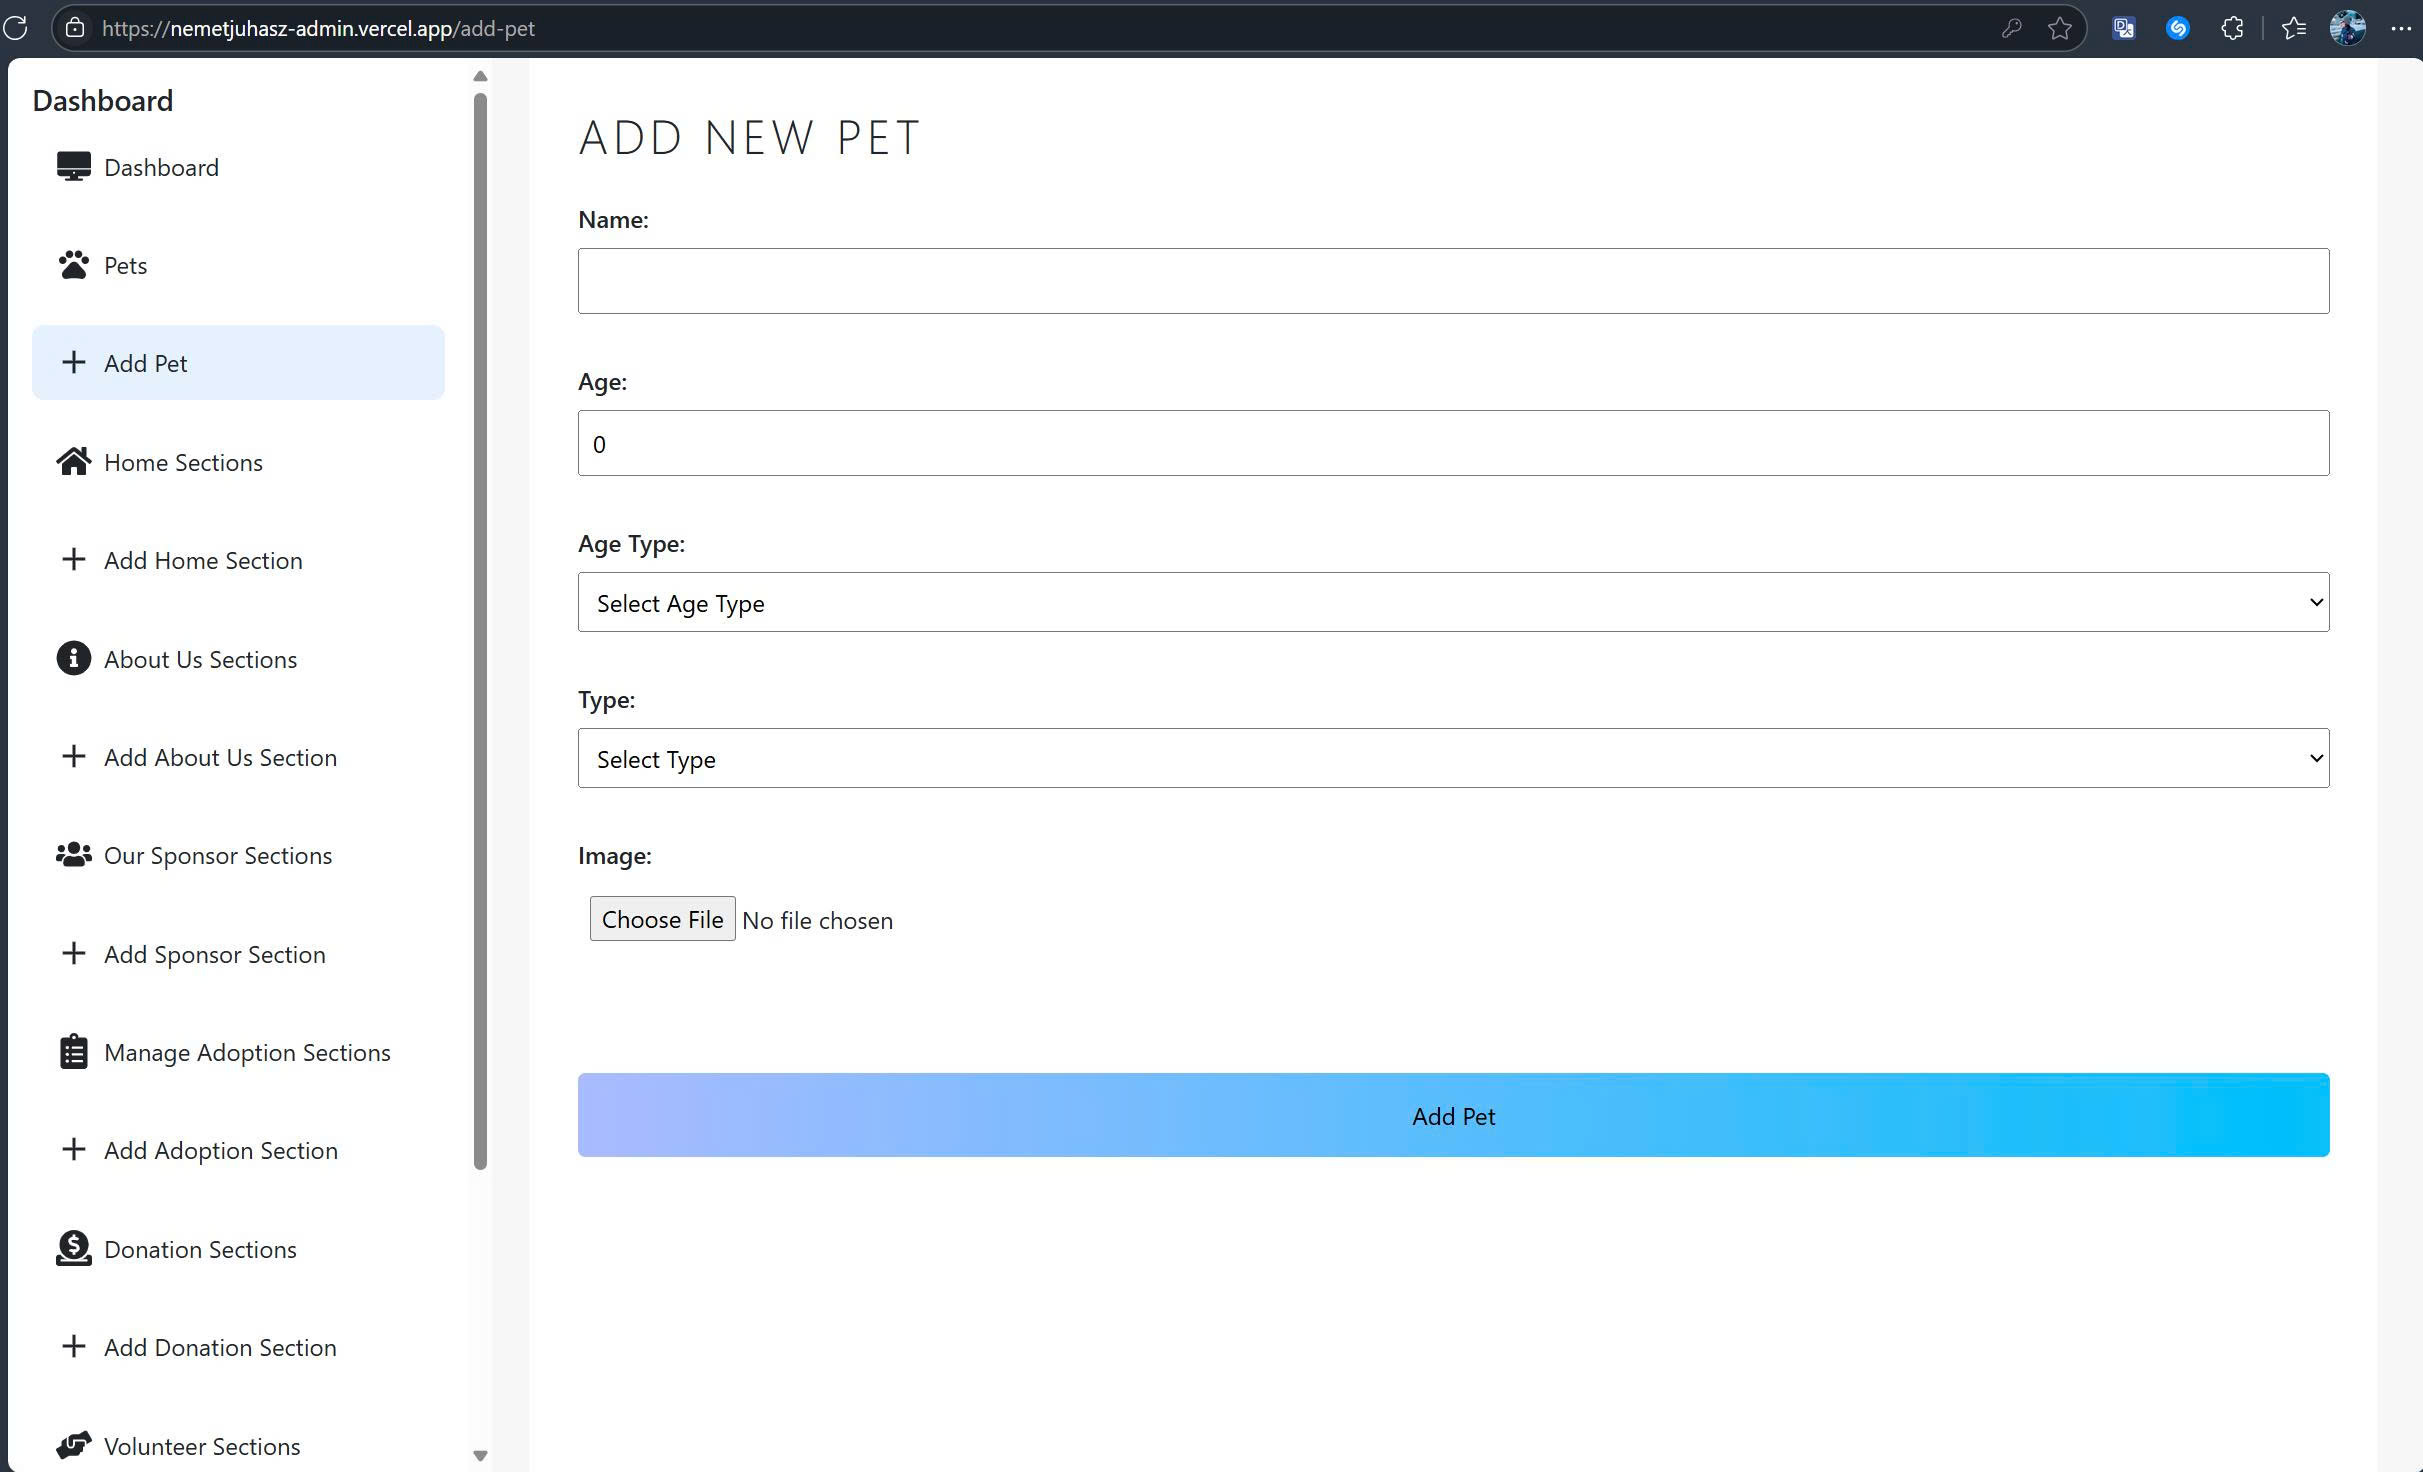 https://nemetjuhasz-admin.vercel.app/add-pet
Dashboard
Dashboard
Pets
Add Pet
Home Sections
Add Home Section
About Us Sections
Add About Us Section
Our Sponsor Sections
Add Sponsor Section
Manage Adoption Sections
Add Adoption Section
Donation Sections
Add Donation Section
Volunteer Sections
ADD NEW PET
Name:
Age:
0
Age Type:
Select Age Type
Type:
Select Type
Image:
Choose File No file chosen
Add Pet